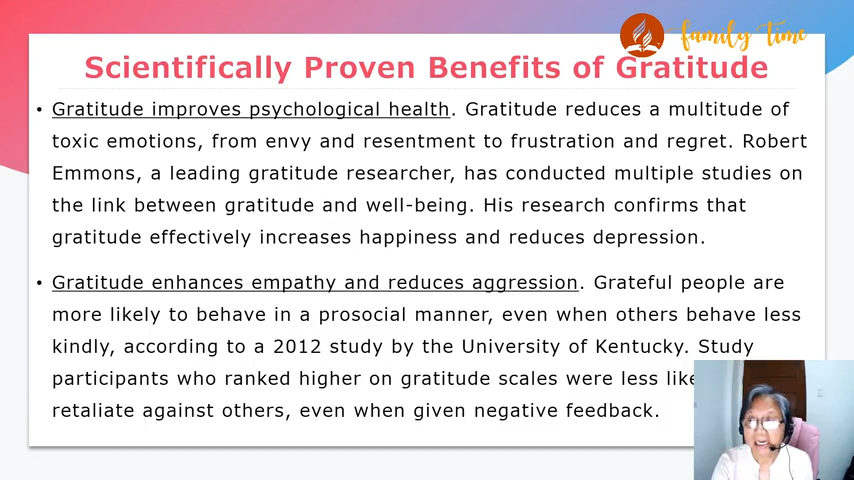 family time
Scientifically Proven Benefits of Gratitude
• Gratitude improves psychological health. Gratitude reduces a multitude of
toxic emotions, from envy and resentment to frustration and regret. Robert
Emmons, a leading gratitude researcher, has conducted multiple studies on
the link between gratitude and well-being. His research confirms that
gratitude effectively increases happiness and reduces depression.
• Gratitude enhances empathy and reduces aggression. Grateful people are
more likely to behave in a prosocial manner, even when others behave less
kindly, according to a 2012 study by the University of Kentucky. Study
participants who ranked higher on gratitude scales were less
retaliate against others, even when given negative feedback.